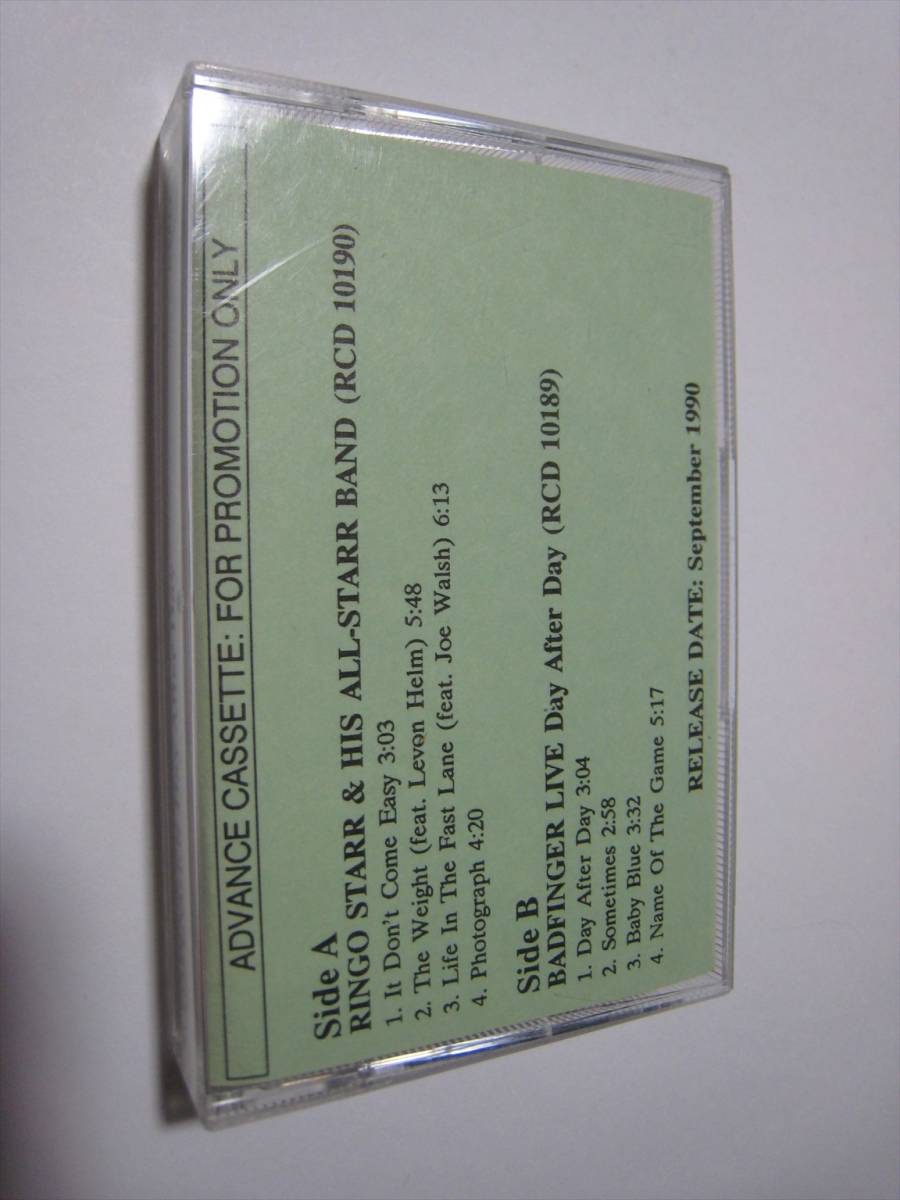 ADVANCE CASSETTE: FOR PROMOTION ONLY
Side A
RINGO STARR & HIS ALL-STARR BAND (RCD 10190)
1. It Don't Come Easy 3:03
2. The Weight (feat. Levon Helm) 5:48
3. Life In The Fast Lane (feat. Joe Walsh) 6:13
4. Photograph 4:20
Side B
BADFINGER LIVE Day After Day (RCD 10189)
1. Day After Day 3:04
2. Sometimes 2:58
3. Baby Blue 3:32
4. Name Of The Game 5:17
RELEASE DATE: September 1990